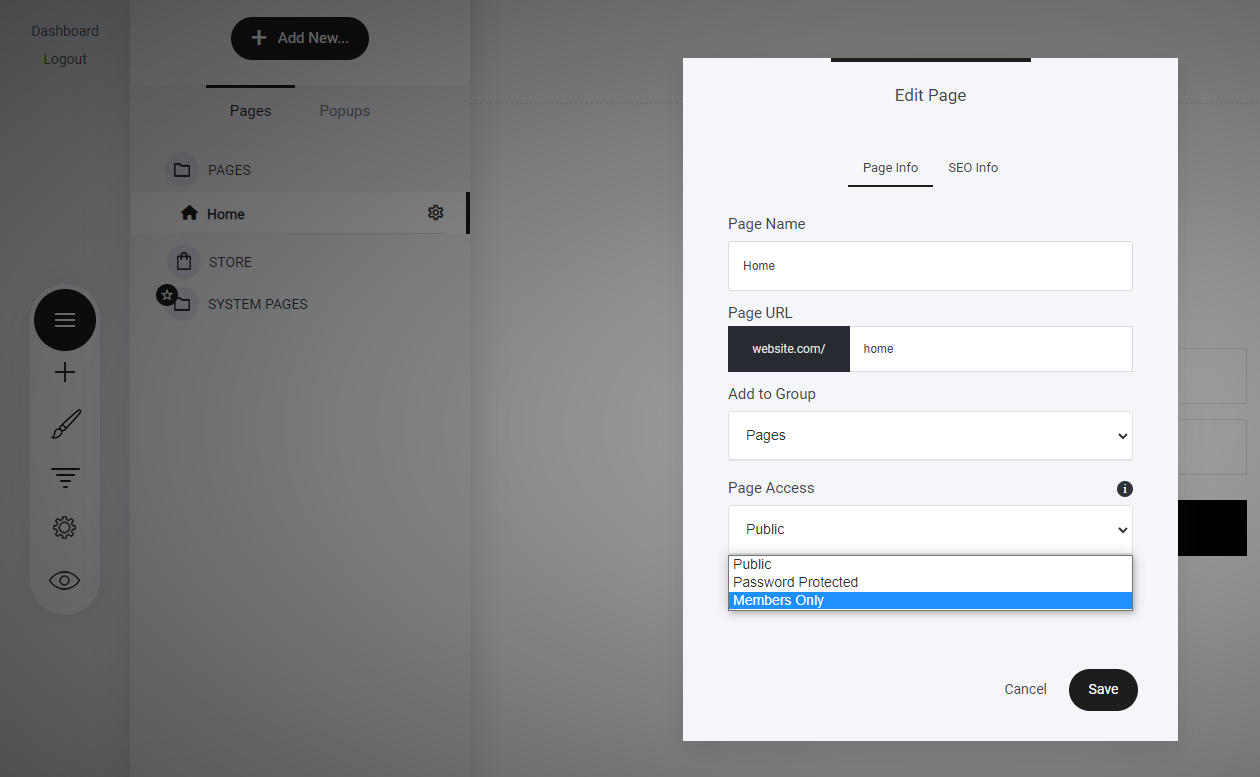 Dashboard
Logout
Add New...
Pages Popups
PAGES
Home
STORE
SYSTEM PAGES
Edit Page
Page Info SEO Info
Page Name
Home
Page URL
website.com/ home
Add to Group
Pages
Page Access
Public
Public
Password Protected
Members Only
Cancel Save